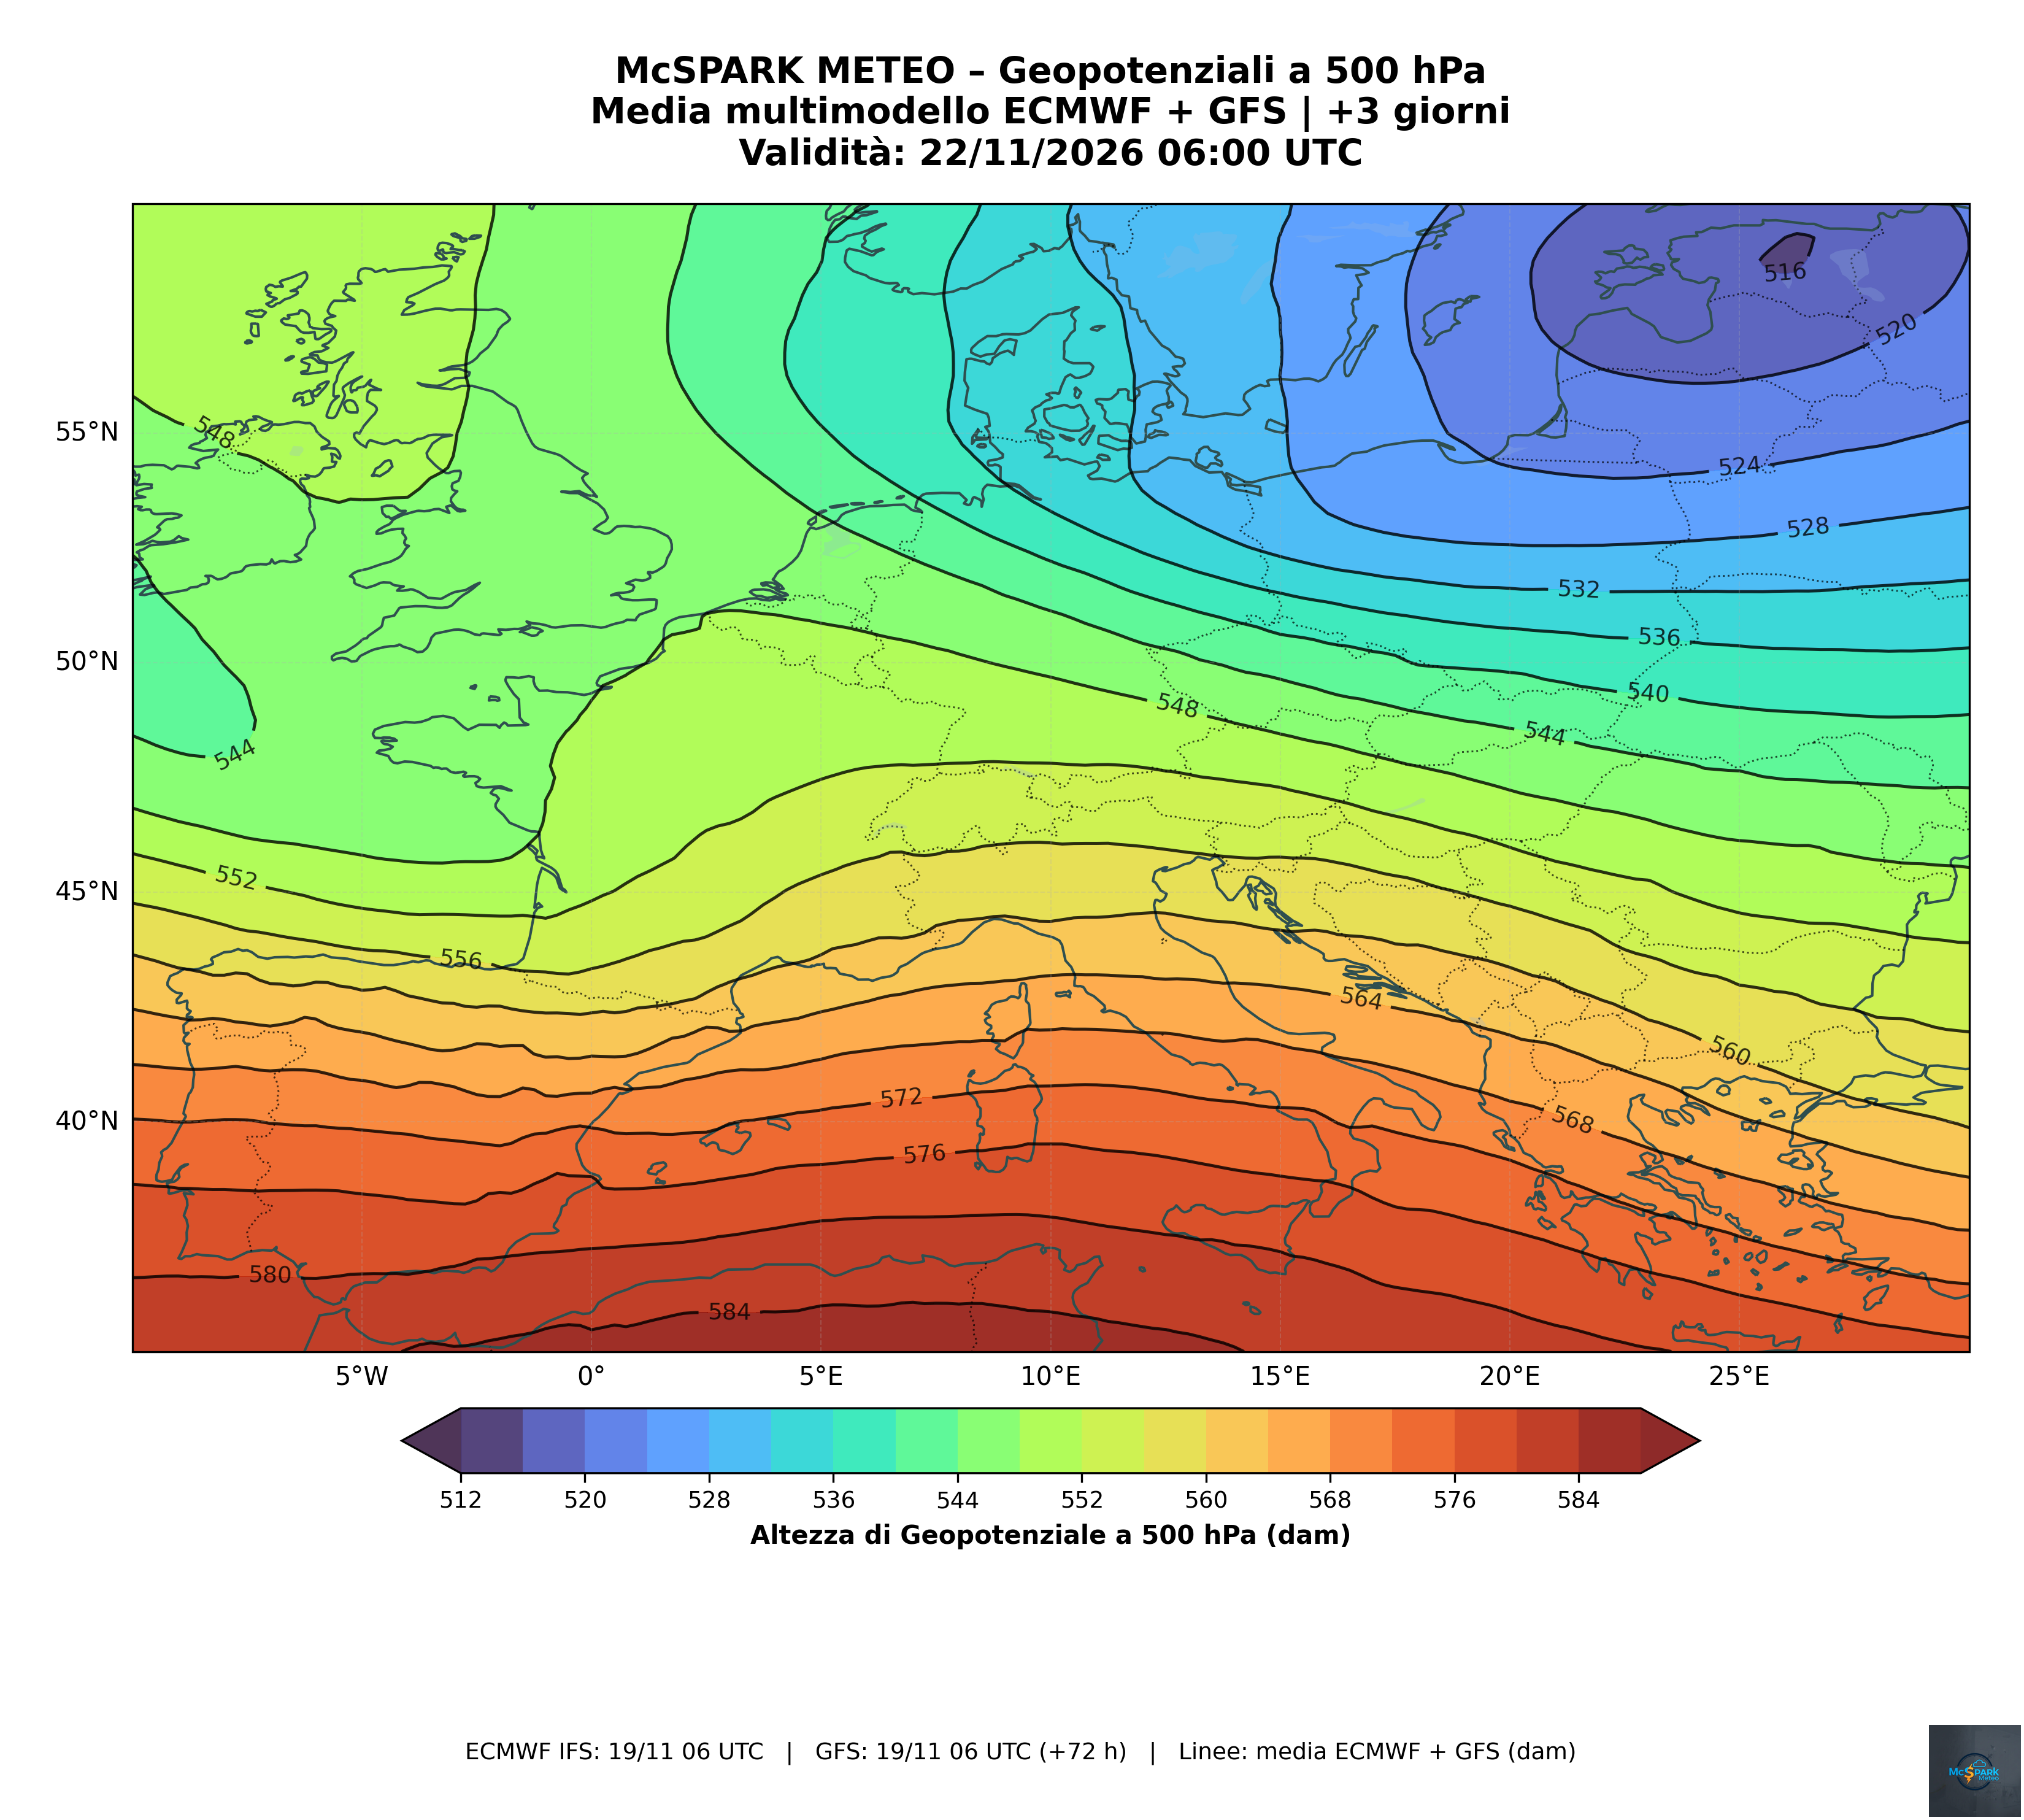 McSPARK METEO – Geopotenziali a 500 hPa
Media multimodello ECMWF + GFS | +3 giorni
Validità: 22/11/2026 06:00 UTC
516
520
548
55°N
524
528
532
536
50°N
540
548
544
544
552
45°N
556
564
560
572
568
40°N
576
580
584
5°W 0° 5°E 10°E 15°E 20°E 25°E
512 520 528 536 544 552 560 568 576 584
Altezza di Geopotenziale a 500 hPa (dam)
ECMWF IFS: 19/11 06 UTC | GFS: 19/11 06 UTC (+72 h) | Linee: media ECMWF + GFS (dam)
McSPARK
Meteo